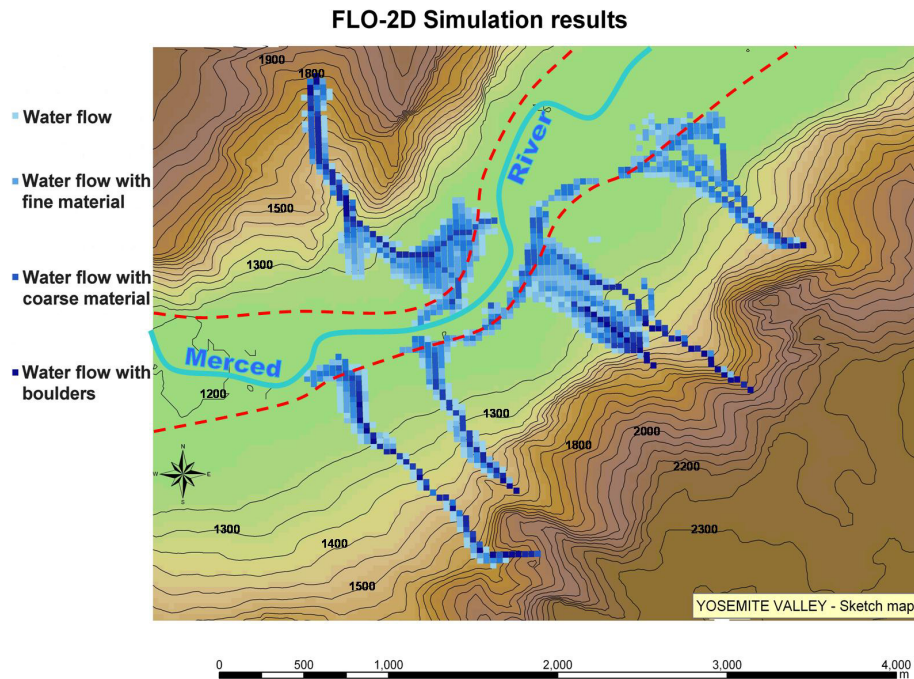 FLO-2D Simulation results
Water flow
Water flow with
fine material
Water flow with
coarse material
Water flow with
boulders
1900
1800
1500
1300
River
Merced
1200
1300
1800
2000
2200
2300
N
W E
S
1300
1400
1500
YOSEMITE VALLEY - Sketch map
0 500 1,000 2,000 3,000 4,000
m